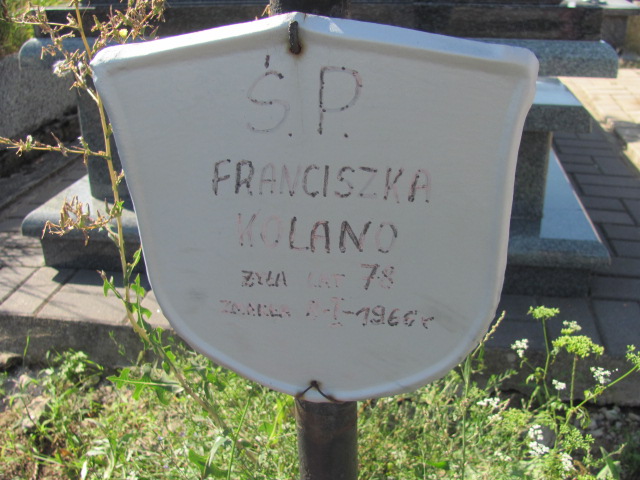 Ś.P.
FRANCISZKA
KOLANO
ŻYŁA LAT 78
ZMARŁA